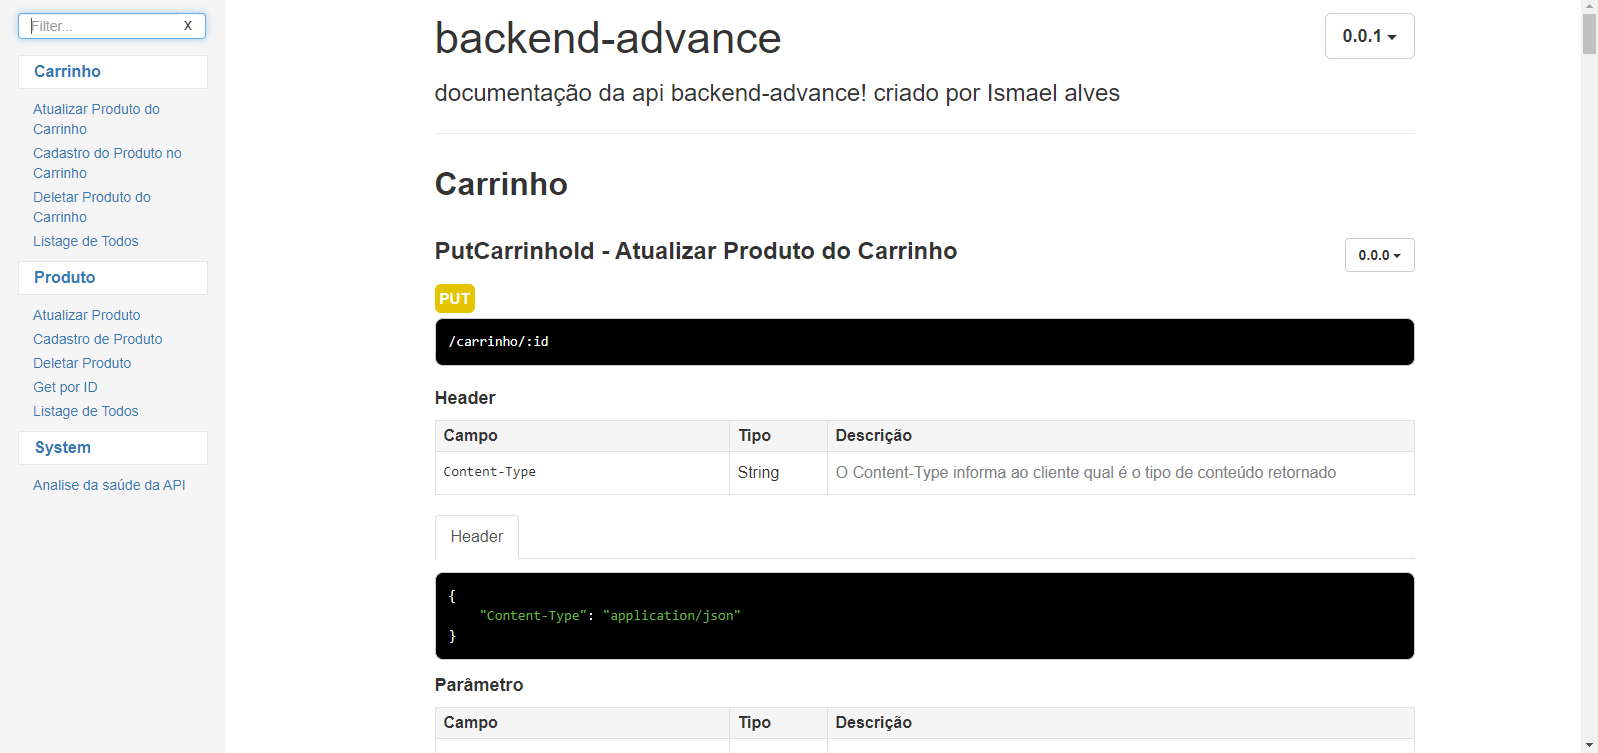 Filter...
X
Carrinho
Atualizar Produto do
Carrinho
Cadastro do Produto no
Carrinho
Deletar Produto do
Carrinho
Listage de Todos
Produto
Atualizar Produto
Cadastro de Produto
Deletar Produto
Get por ID
Listage de Todos
System
Analise da saúde da API
backend-advance
0.0.1
documentação da api backend-advance! criado por Ismael alves
Carrinho
PutCarrinhoId - Atualizar Produto do Carrinho
0.0.0
PUT
/carrinho/:id
Header
Campo Tipo Descrição
Content-Type String O Content-Type informa ao cliente qual é o tipo de conteúdo retornado
Header
{
"Content-Type": "application/json"
}
Parâmetro
Campo Tipo Descrição